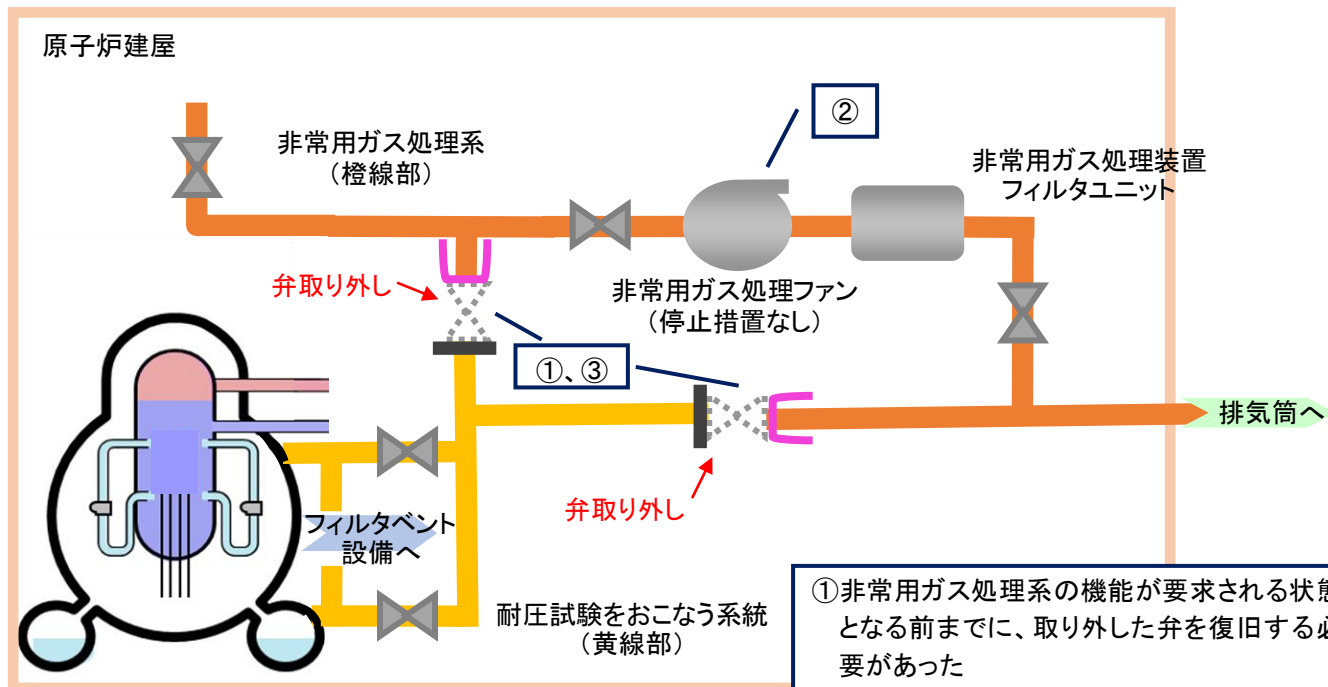 原子炉建屋
②
非常用ガス処理系
（橙線部）
非常用ガス処理装置
フィルタユニット
弁取り外し
非常用ガス処理ファン
（停止措置なし）
①、③
排気筒へ
弁取り外し
フィルタベント
設備へ
耐圧試験をおこなう系統
（黄線部）
①非常用ガス処理系の機能が要求される状態
となる前までに、取り外した弁を復旧する必
要があった